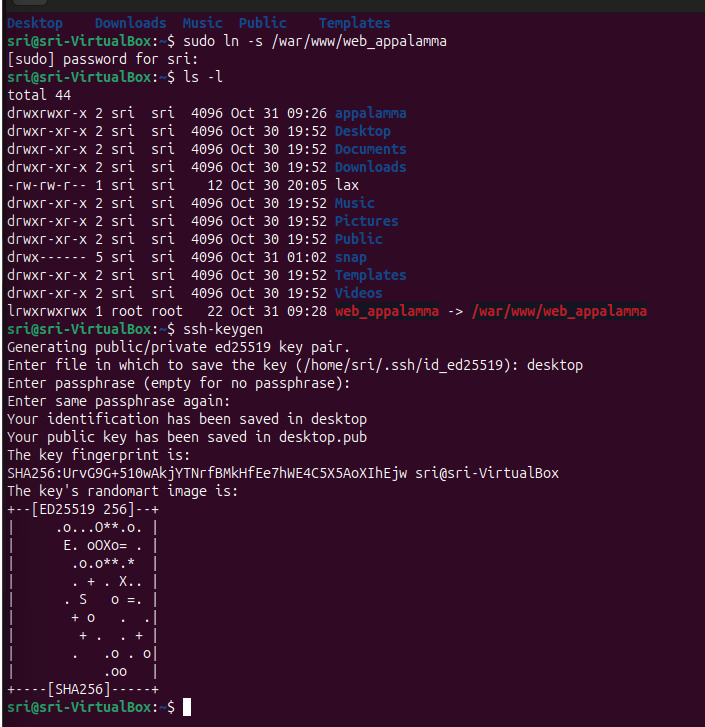 Desktop    Downloads  Music  Public    Templates
sri@sri-VirtualBox:~$ sudo ln -s /war/www/web_appalamma
[sudo] password for sri:
sri@sri-VirtualBox:~$ ls -l
total 44
drwxrwxr-x 2 sri  sri  4096 Oct 31 09:26 appalamma
drwxr-xr-x 2 sri  sri  4096 Oct 30 19:52 Desktop
drwxr-xr-x 2 sri  sri  4096 Oct 30 19:52 Documents
drwxr-xr-x 2 sri  sri  4096 Oct 30 19:52 Downloads
-rw-rw-r-- 1 sri  sri    12 Oct 30 20:05 lax
drwxr-xr-x 2 sri  sri  4096 Oct 30 19:52 Music
drwxr-xr-x 2 sri  sri  4096 Oct 30 19:52 Pictures
drwxr-xr-x 2 sri  sri  4096 Oct 30 19:52 Public
drwx------ 5 sri  sri  4096 Oct 31 01:02 snap
drwxr-xr-x 2 sri  sri  4096 Oct 30 19:52 Templates
drwxr-xr-x 2 sri  sri  4096 Oct 30 19:52 Videos
lrwxrwxrwx 1 root root   22 Oct 31 09:28 web_appalamma -> /war/www/web_appalamma
sri@sri-VirtualBox:~$ ssh-keygen
Generating public/private ed25519 key pair.
Enter file in which to save the key (/home/sri/.ssh/id_ed25519): desktop
Enter passphrase (empty for no passphrase):
Enter same passphrase again:
Your identification has been saved in desktop
Your public key has been saved in desktop.pub
The key fingerprint is:
SHA256:UrvG9G+510wAkjYTNrfBMkHfEe7hWE4C5X5AoXIhEjw sri@sri-VirtualBox
The key's randomart image is:
+--[ED25519 256]--+
|     .o...O**.o. |
|      E. oOXo= . |
|       .o.o**.*  |
|       . + . X.. |
|      . S   o =. |
|       + o   .  .|
|        + .  . + |
|       .   .o . o|
|           .oo   |
+----[SHA256]-----+
sri@sri-VirtualBox:~$